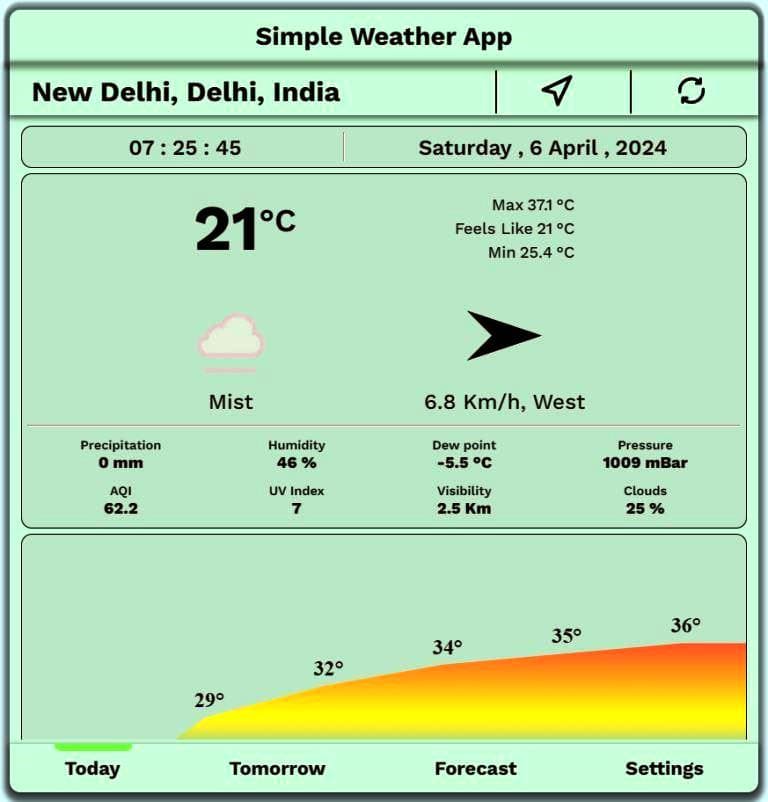 Simple Weather App
New Delhi, Delhi, India
07 : 25 : 45
Saturday , 6 April , 2024
21°C
Max 37.1 °C
Feels Like 21 °C
Min 25.4 °C
Mist
6.8 Km/h, West
Precipitation
0 mm
Humidity
46 %
Dew point
-5.5 °C
Pressure
1009 mBar
AQI
62.2
UV Index
7
Visibility
2.5 Km
Clouds
25 %
29°
32°
34°
35°
36°
Today
Tomorrow
Forecast
Settings